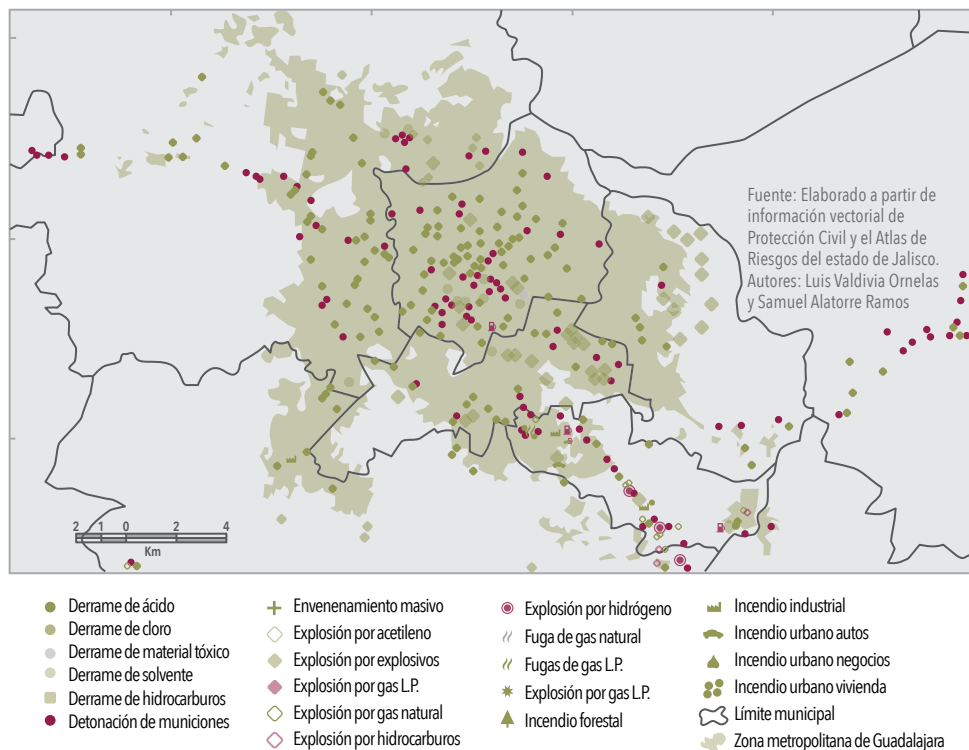 Fuente: Elaborado a partir de
información vectorial de
Protección Civil y el Atlas de
Riesgos del estado de Jalisco.
Autores: Luis Valdivia Ornelas
y Samuel Alatorre Ramos
2 1 0 2 4
Km
Derrame de ácido
Derrame de cloro
Derrame de material tóxico
Derrame de solvente
Derrame de hidrocarburos
Detonación de municiones
Envenenamiento masivo
Explosión por acetileno
Explosión por explosivos
Explosión por gas L.P.
Explosión por gas natural
Explosión por hidrocarburos
Explosión por hidrógeno
Fuga de gas natural
Fugas de gas L.P.
Explosión por gas L.P.
Incendio forestal
Incendio industrial
Incendio urbano autos
Incendio urbano negocios
Incendio urbano vivienda
Límite municipal
Zona metropolitana de Guadalajara